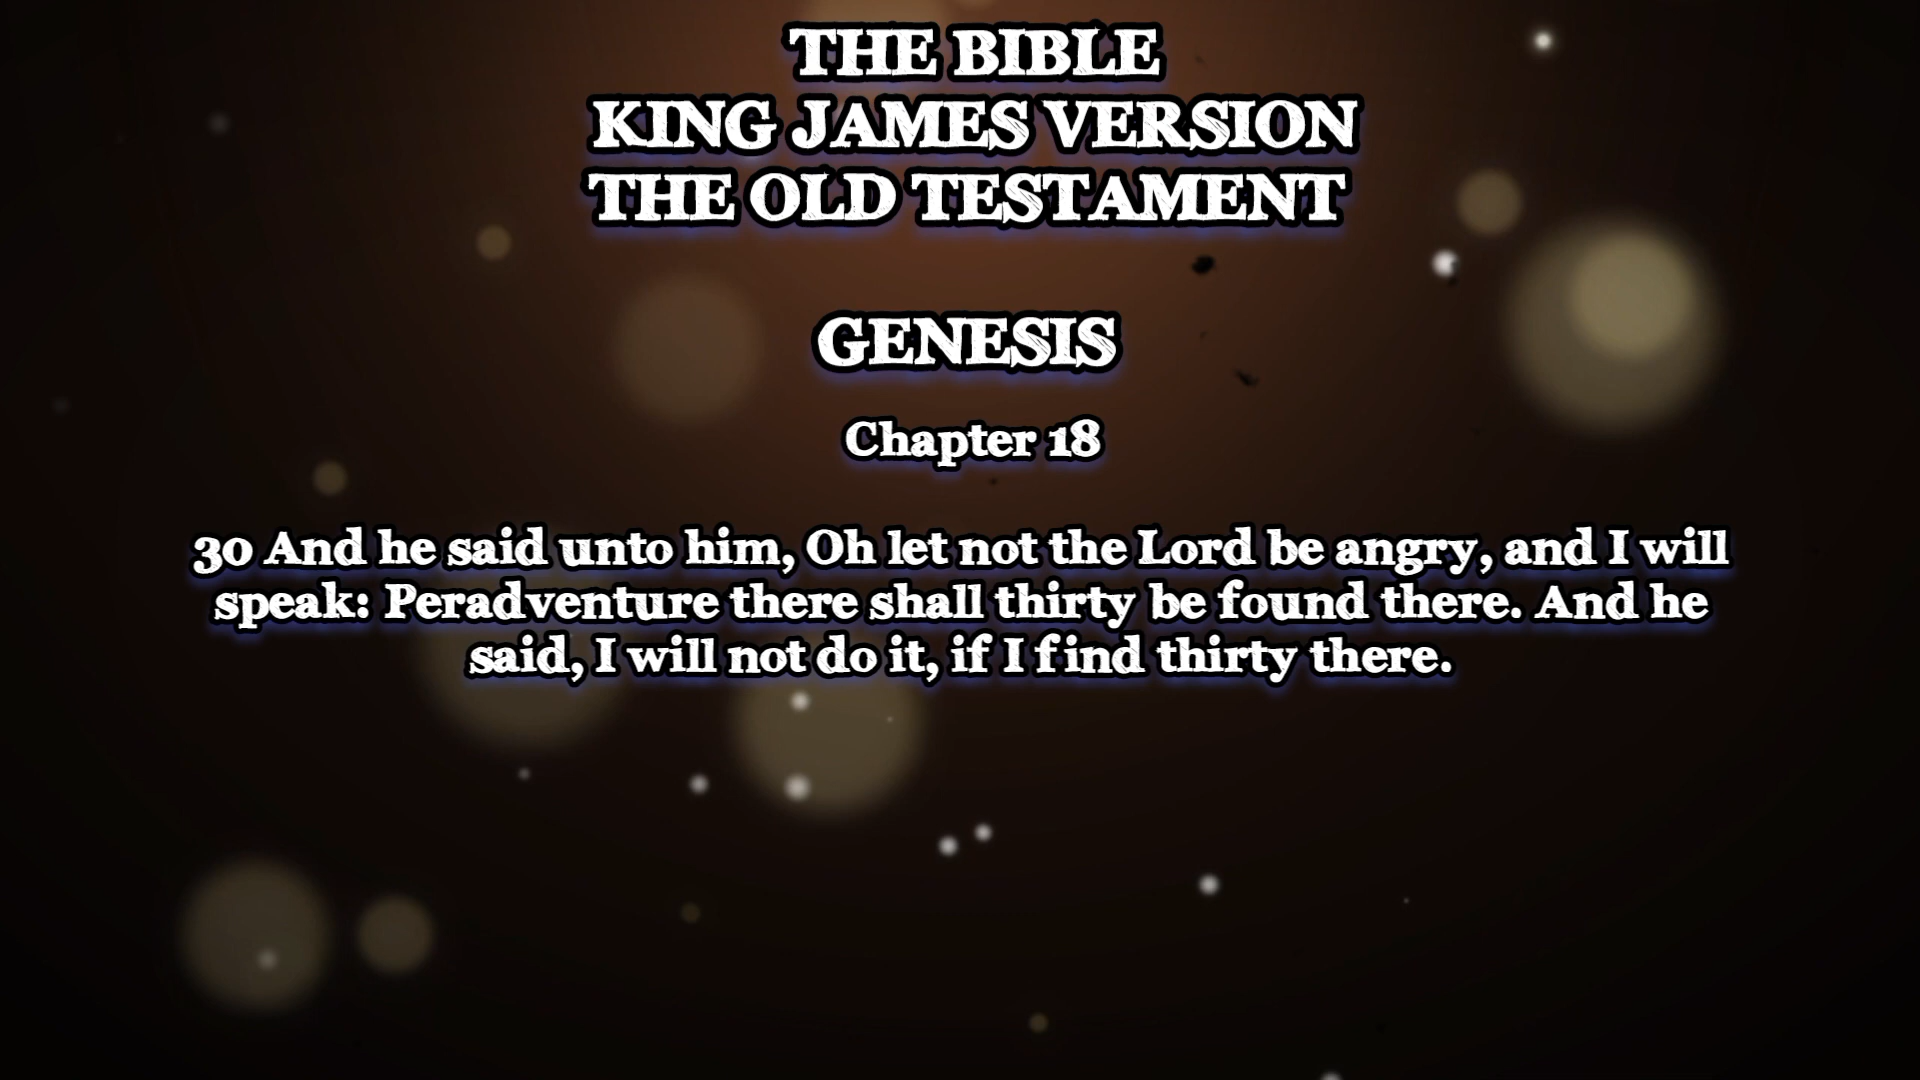 THE BIBLE
KING JAMES VERSION
THE OLD TESTAMENT
GENESIS
Chapter 18
30 And he said unto him, Oh let not the Lord be angry, and I will
speak: Peradventure there shall thirty be found there. And he
said, I will not do it, if I find thirty there.